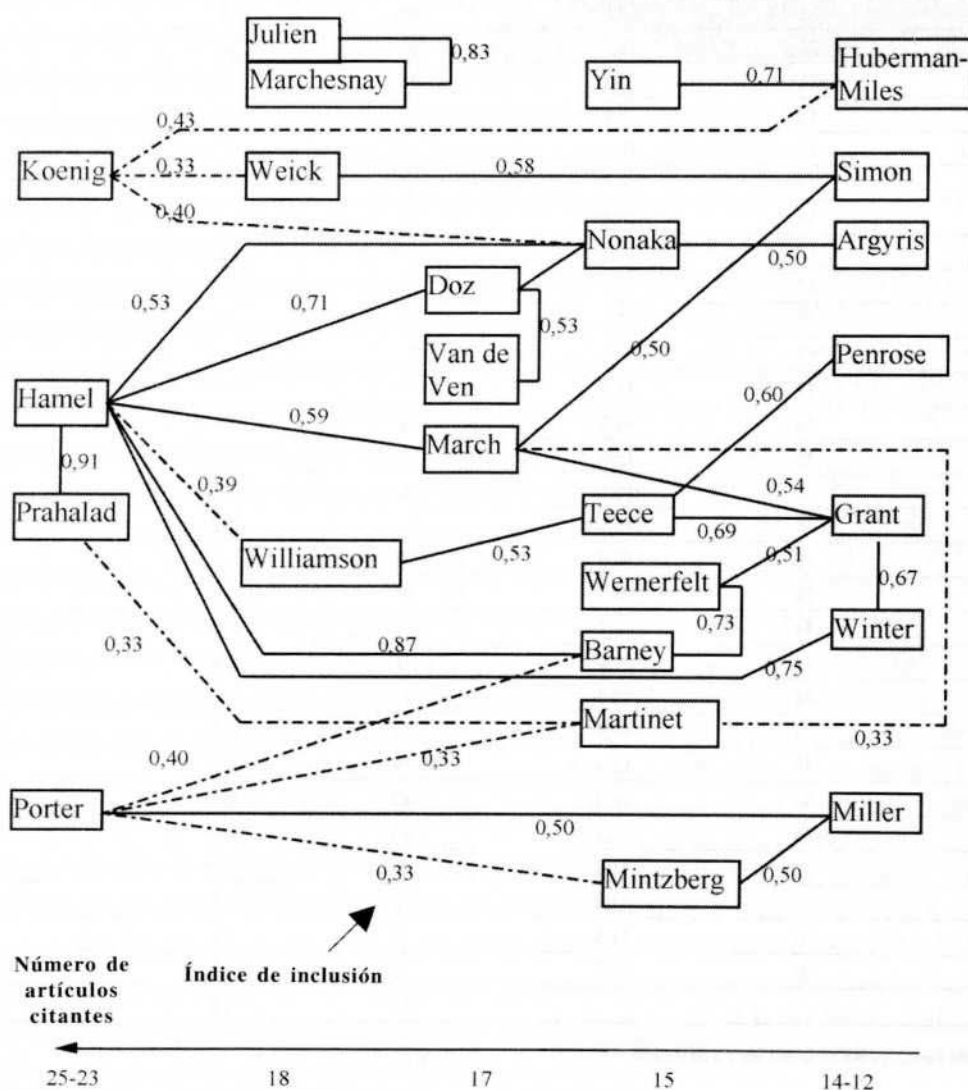 Julien
0,83
Marchesnay
Yin
0,71
Huberman-
Miles
0,43
Koenig
0,33
Weick
0,58
Simon
0,40
Nonaka
0,50
Argyris
0,53
0,71
Doz
0,53
Van de
Ven
0,50
Penrose
0,60
Hamel
0,59
March
0,91
0,39
0,54
Prahalad
Teece
0,69
Grant
Williamson
0,53
0,51
Wernerfelt
0,67
0,73
0,33
0,87
Barney
0,75
Winter
Martinet
0,33
0,40
0,33
Porter
0,50
Miller
0,33
Mintzberg
0,50
Número de
artículos
citantes
Índice de inclusión
25-23 18 17 15 14-12